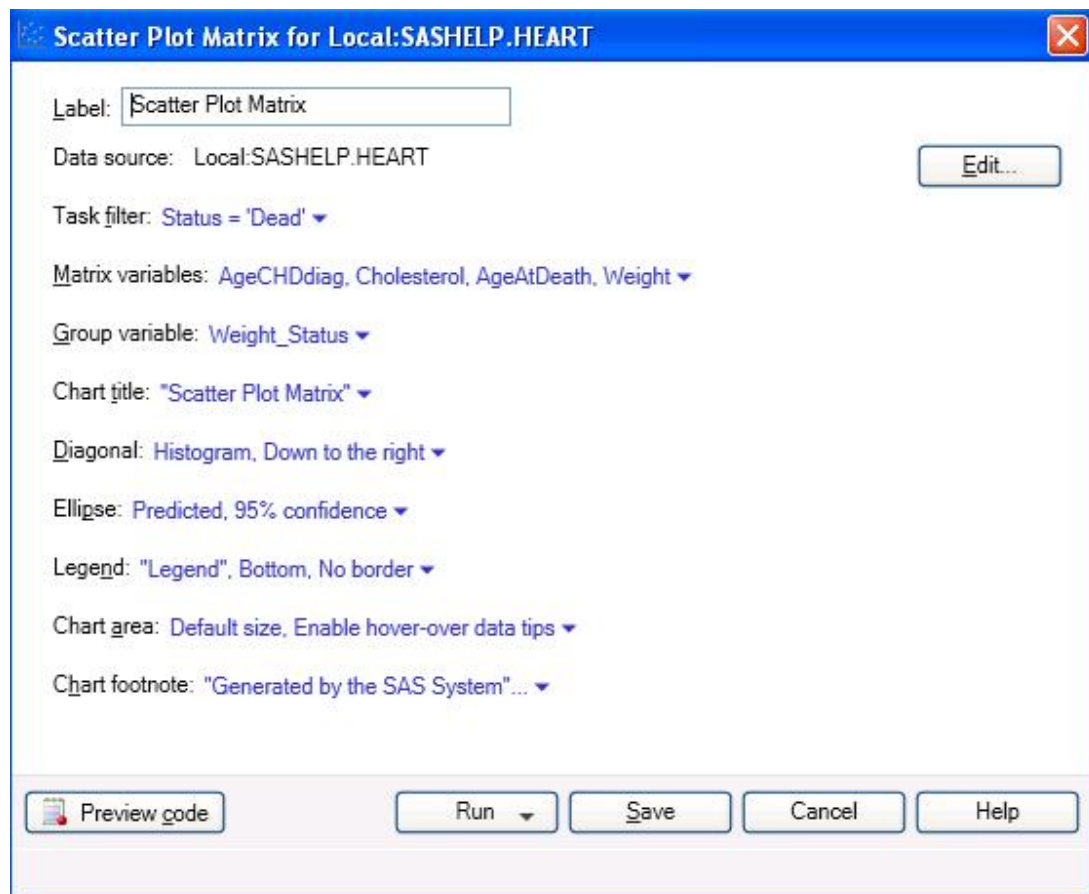 Scatter Plot Matrix for Local:SASHELP.HEART
Label: Scatter Plot Matrix
Data source: Local:SASHELP.HEART
Edit...
Task filter: Status = 'Dead'
Matrix variables: AgeCHDdiag, Cholesterol, AgeAtDeath, Weight
Group variable: Weight_Status
Chart title: "Scatter Plot Matrix"
Diagonal: Histogram, Down to the right
Ellipse: Predicted, 95% confidence
Legend: "Legend", Bottom, No border
Chart area: Default size, Enable hover-over data tips
Chart footnote: "Generated by the SAS System"...
Preview code Run Save Cancel Help